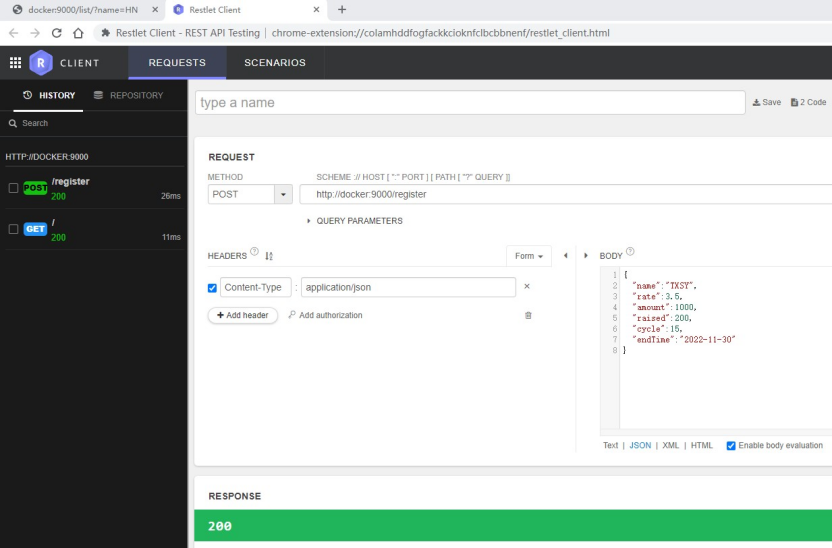 docker:9000/list/?name=HN
Restlet Client
Restlet Client - REST API Testing | chrome-extension://colamhddfogfackkcioknfclbcbbnenf/restlet_client.html
R CLIENT REQUESTS SCENARIOS
HISTORY REPOSITORY
Search
HTTP://DOCKER:9000
POST /register
200 26ms
GET /
200 11ms
type a name
Save 2 Code
REQUEST
METHOD SCHEME :// HOST [ ":" PORT ] [ PATH [ "?" QUERY ]]
POST http://docker:9000/register
QUERY PARAMETERS
HEADERS Form BODY
Content-Type : application/json
+ Add header Add authorization
1 {
2 "name":"TXSY",
3 "rate":3.5,
4 "amount":1000,
5 "raised":200,
6 "cycle":15,
7 "endTime":"2022-11-30"
8 }
Text | JSON | XML | HTML Enable body evaluation
RESPONSE
200